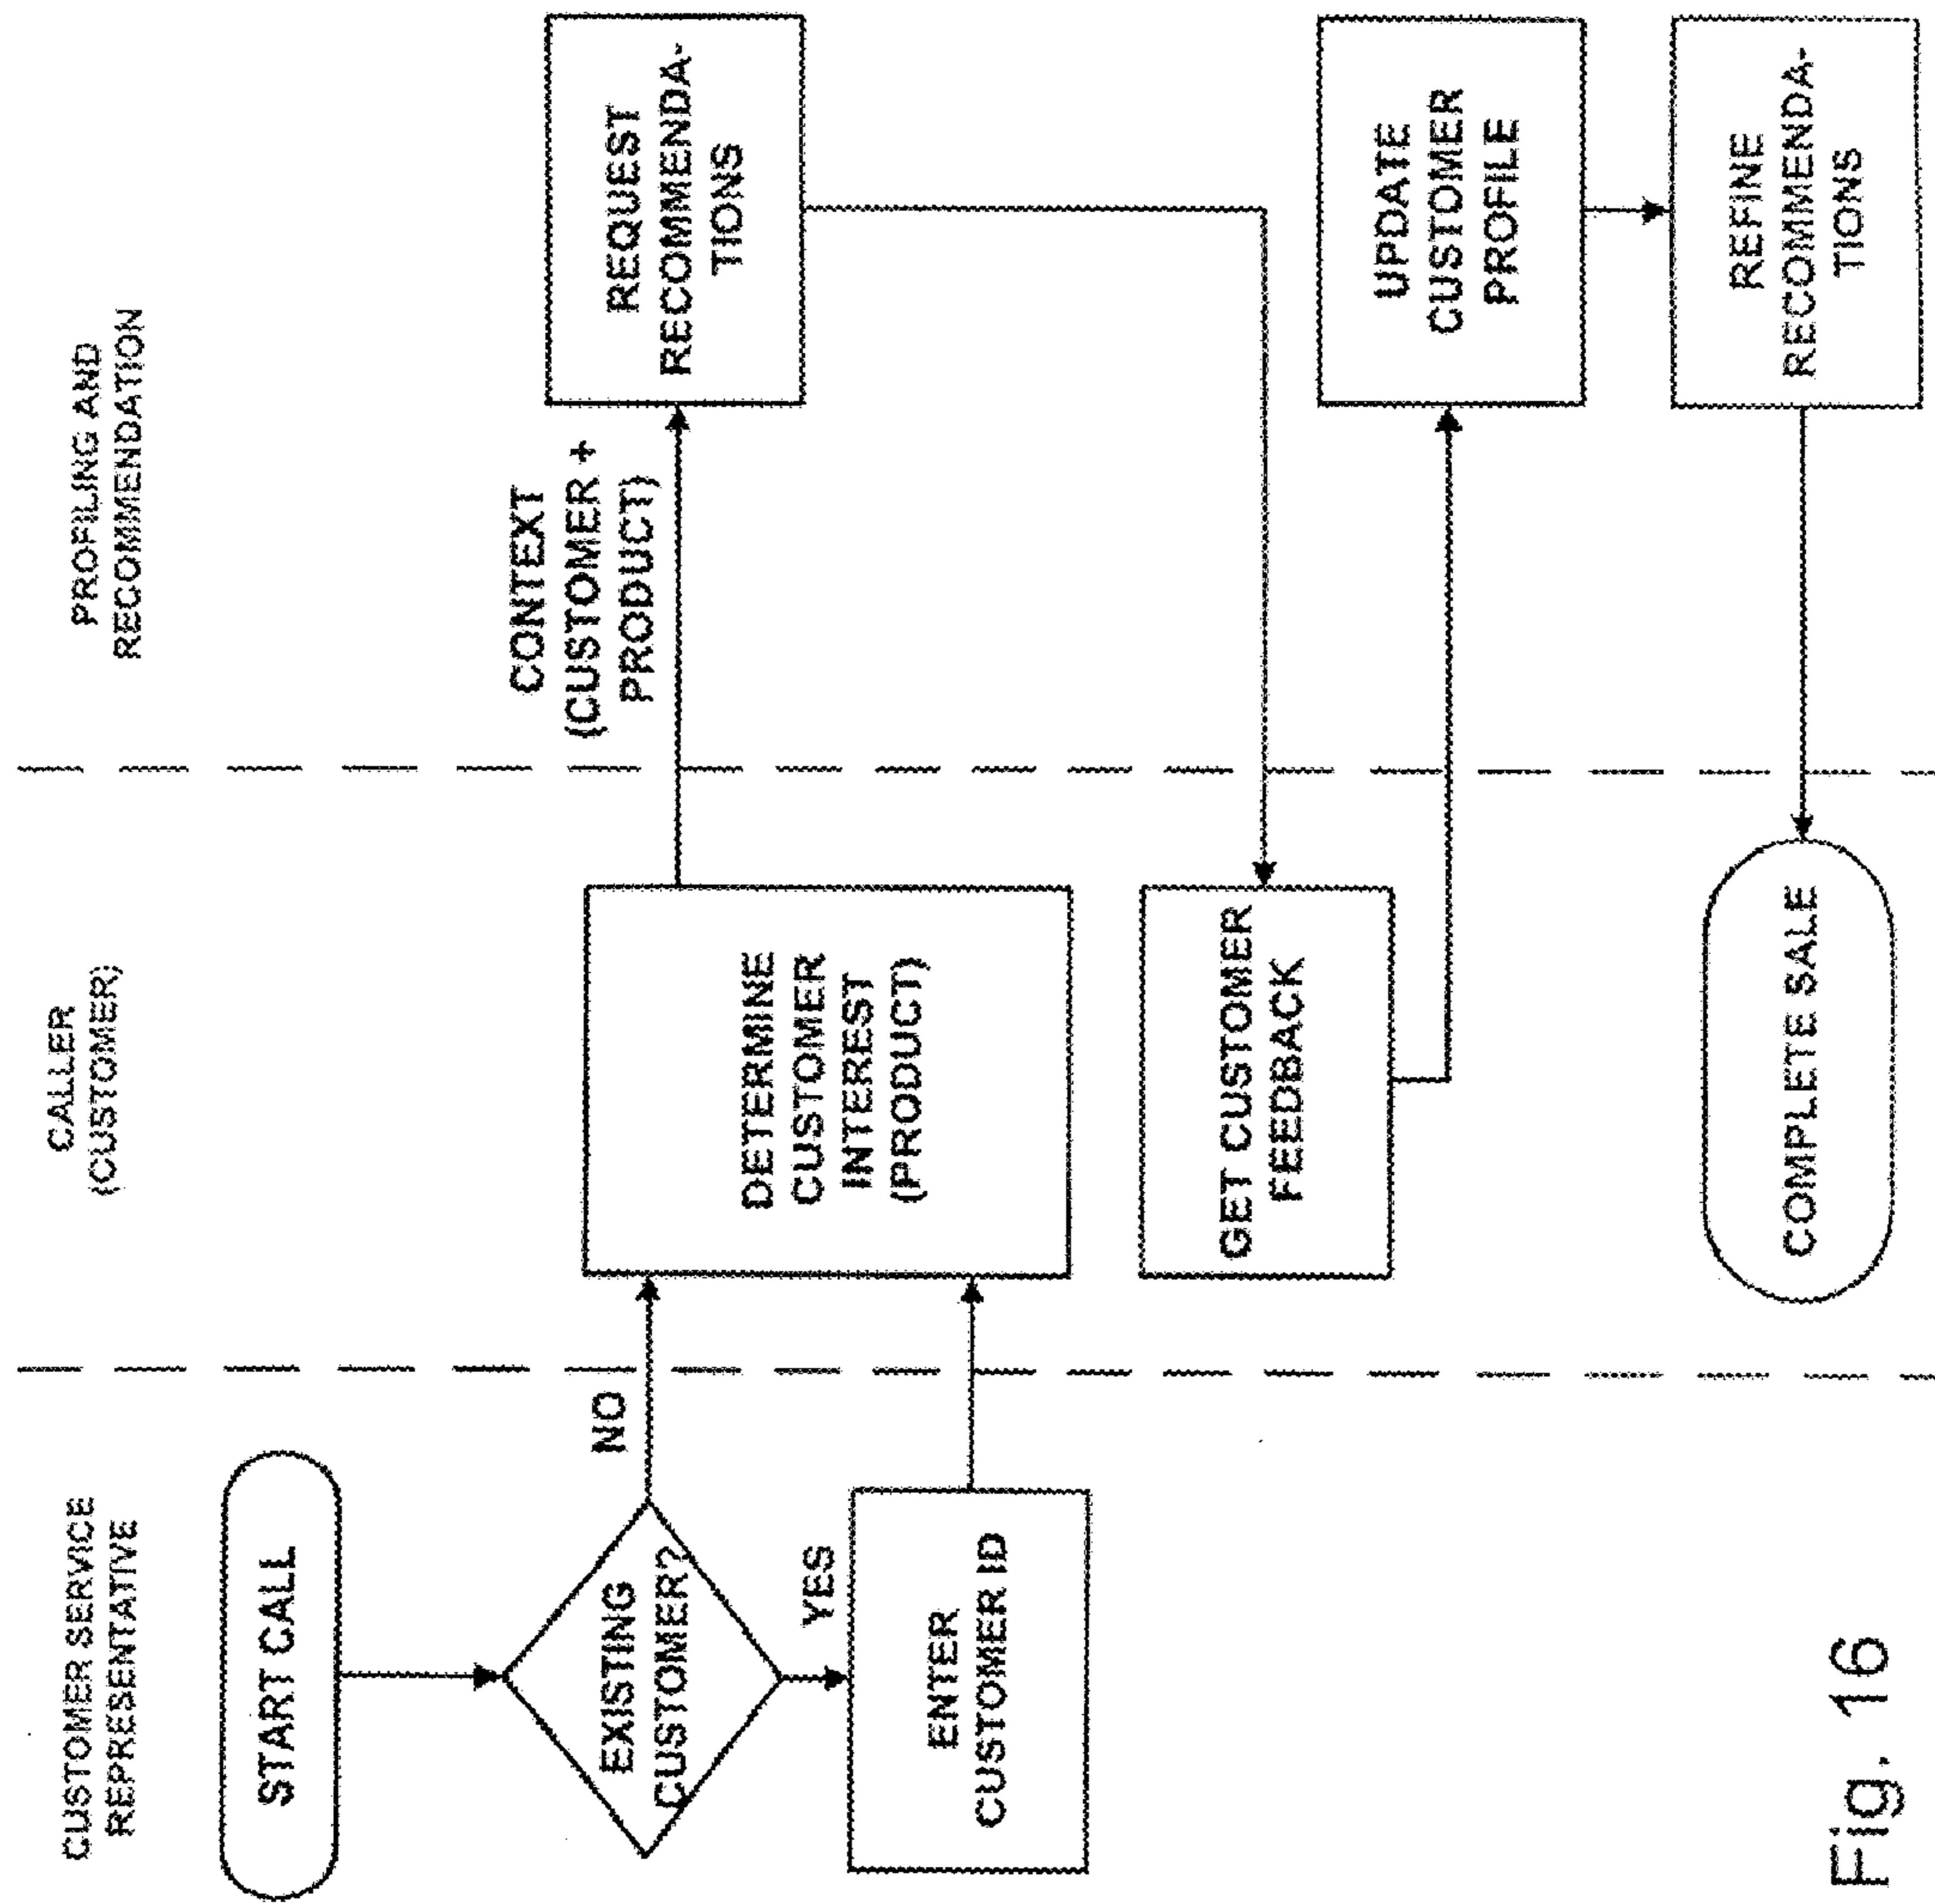 CUSTOMER SERVICE
REPRESENTATIVE
CALLER
(CUSTOMER)
PROFILING AND
RECOMMENDATION
START CALL
EXISTING
CUSTOMER?
NO
YES
ENTER
CUSTOMER ID
DETERMINE
CUSTOMER
INTEREST
(PRODUCT)
CONTEXT
(CUSTOMER +
PRODUCT)
REQUEST
RECOMMENDA-
TIONS
GET CUSTOMER
FEEDBACK
UPDATE
CUSTOMER
PROFILE
REFINE
RECOMMENDA-
TIONS
COMPLETE SALE
Fig. 16